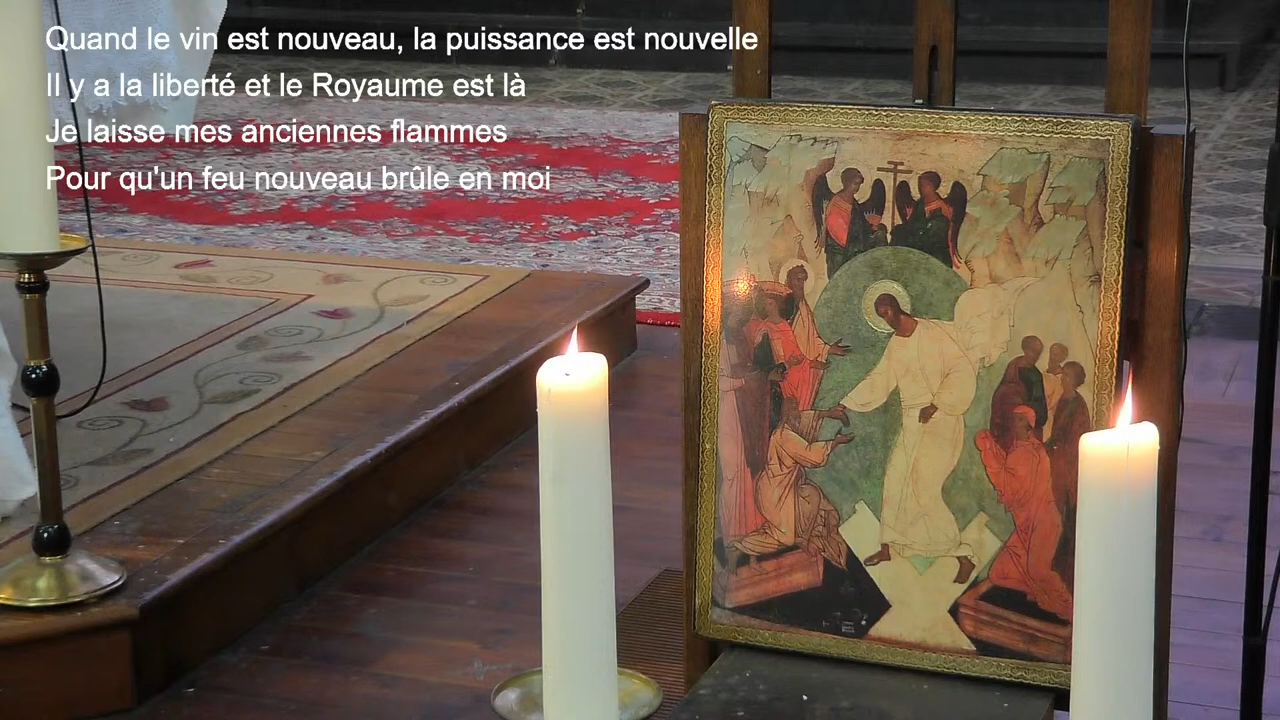 Quand le vin est nouveau, la puissance est nouvelle
Il y a la liberté et le Royaume est là
Je laisse mes anciennes flammes
Pour qu'un feu nouveau brûle en moi